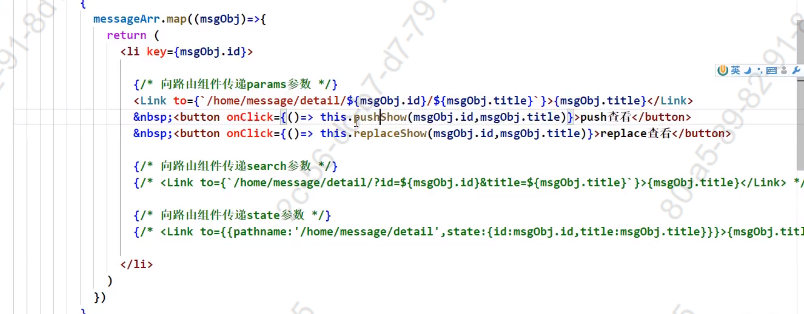 {
messageArr.map((msgObj)=>{
return (
<li key={msgObj.id}>
英
{/* 向路由组件传递params参数 */}
<Link to={`/home/message/detail/${msgObj.id}/${msgObj.title}`}>{msgObj.title}</Link>
&nbsp;<button onClick={()=> this.pushShow(msgObj.id,msgObj.title)}>push查看</button>
&nbsp;<button onClick={()=> this.replaceShow(msgObj.id,msgObj.title)}>replace查看</button>
{/* 向路由组件传递search参数 */}
{/* <Link to={`/home/message/detail/?id=${msgObj.id}&title=${msgObj.title}`}>{msgObj.title}</Link> */
{/* 向路由组件传递state参数 */}
{/* <Link to={{pathname:'/home/message/detail',state:{id:msgObj.id,title:msgObj.title}}}>{msgObj.tit
</li>
)
})
}